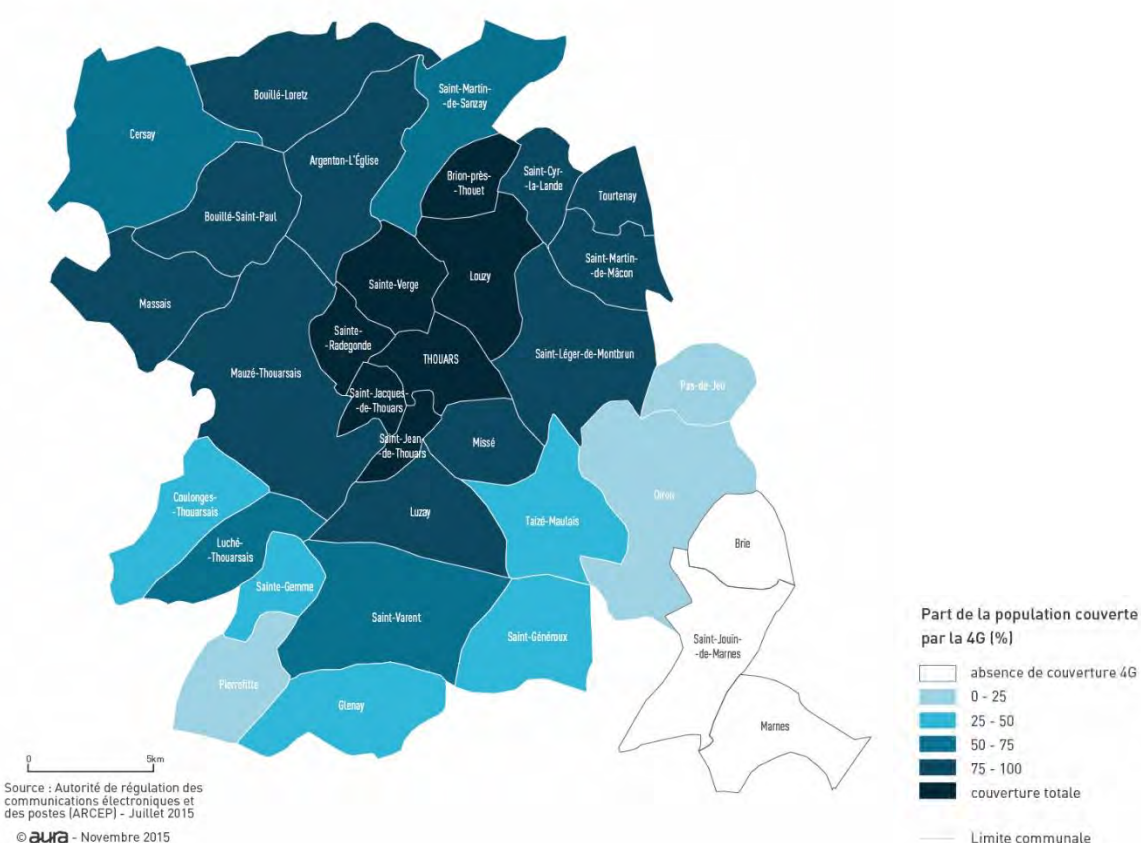 Bouillé-Loretz
Saint-Martin-
-de-Sanzay
Cersay
Argenton-L'Église
Brion-près-
-Thouet
Saint-Cyr-
-la-Lande
Tourtenay
Bouillé-Saint-Paul
Saint-Martin-
-de-Mâcon
Louzy
Sainte-Verge
Massais
Sainte-
-Radegonde
THOUARS
Saint-Léger-de-Montbrun
Mauzé-Thouarsais
Pas-de-Jeu
Saint-Jacques-
-de-Thouars
Saint-Jean-
-de-Thouars
Missé
Coulonges-
-Thouarsais
Oiron
Luzay
Taizé-Maulais
Brie
Luché-
-Thouarsais
Sainte-Gemme
Saint-Varent
Saint-Généroux
Saint-Jouin-
-de-Marnes
Pierrefitte
Glenay
Marnes
Part de la population couverte
par la 4G (%)
absence de couverture 4G
0 - 25
25 - 50
50 - 75
75 - 100
couverture totale
Limite communale
0 5km
Source : Autorité de régulation des
communications électroniques et
des postes (ARCEP) - Juillet 2015
© aura - Novembre 2015